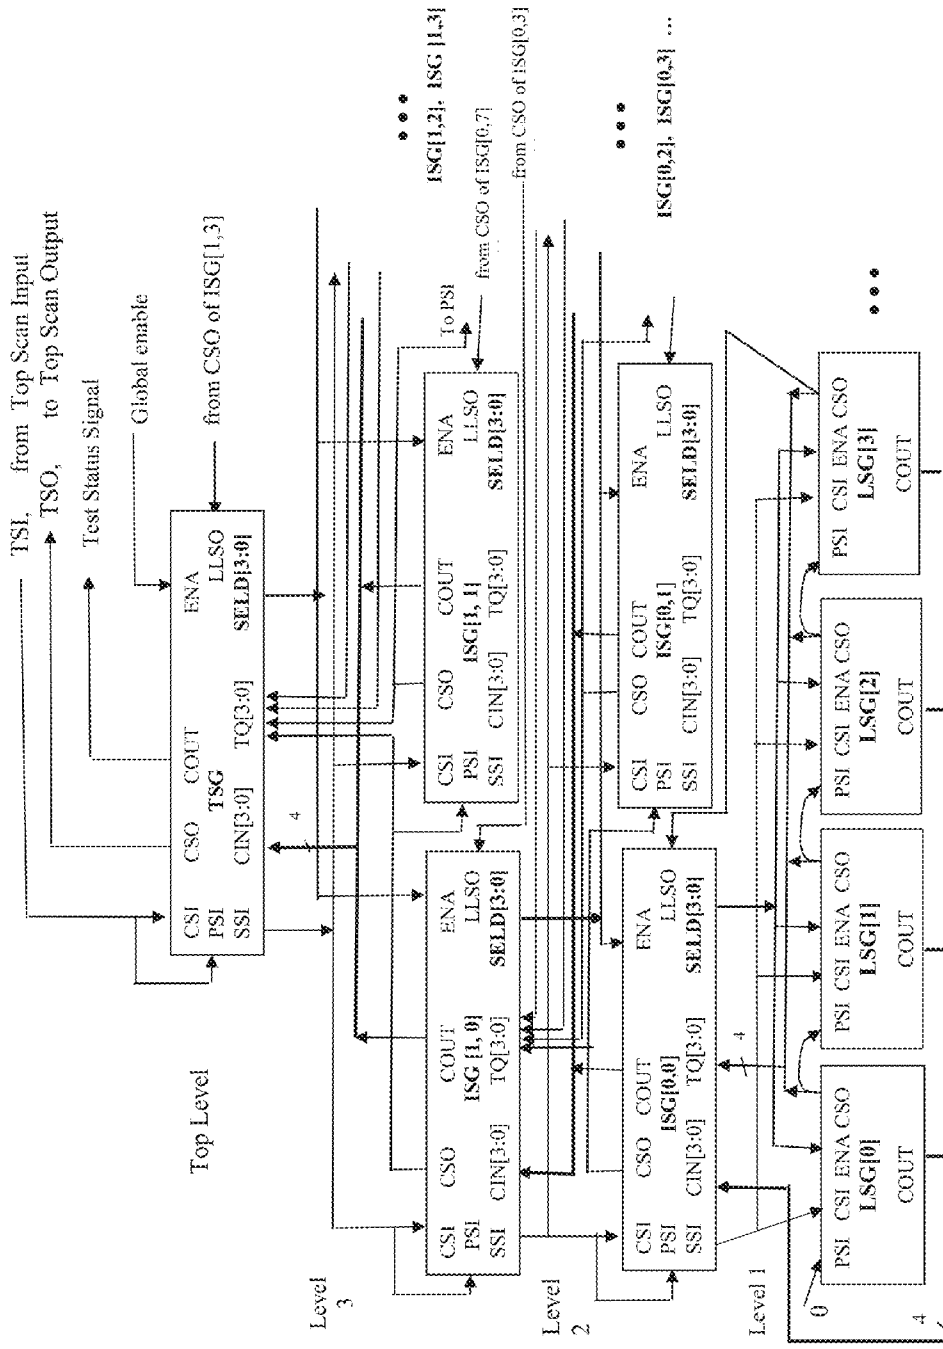 TSI, from Top Scan Input
TSO, to Top Scan Output
Test Status Signal
Global enable
from CSO of ISG[1,3]
Top Level
CSI CSO COUT ENA
PSI TSG LLSO
SSI CIN[3:0] TQ[3:0] SELD[3:0]
4
Level
3
CSI CSO COUT ENA
PSI ISG [1, 0] LLSO
SSI CIN[3:0] TQ[3:0] SELD[3:0]
CSI CSO COUT ENA
PSI ISG[1, 1] LLSO
SSI CIN[3:0] TQ[3:0] SELD[3:0]
To PSI
ISG[1,2], ISG [1,3]
from CSO of ISG[0,7]
from CSO of ISG[0,3]
Level
2
CSI CSO COUT ENA
PSI ISG[0,0] LLSO
SSI CIN[3:0] TQ[3:0] SELD[3:0]
CSI CSO COUT ENA
PSI ISG[0,1] LLSO
SSI CIN[3:0] TQ[3:0] SELD[3:0]
ISG[0,2], ISG[0,3] ...
4
Level 1
0
PSI CSI ENA CSO
LSG[0]
COUT
PSI CSI ENA CSO
LSG[1]
COUT
PSI CSI ENA CSO
LSG[2]
COUT
PSI CSI ENA CSO
LSG[3]
COUT
4